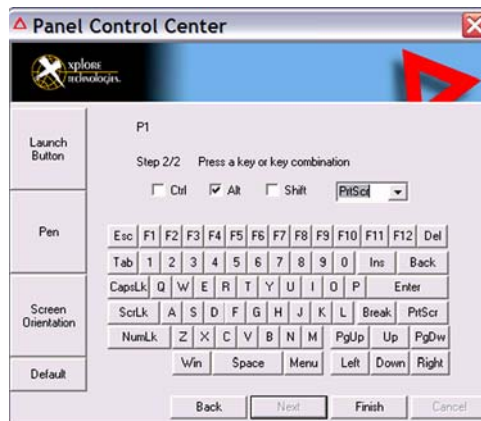 Panel Control Center
xplore
technologies.
Launch
Button
Pen
Screen
Orientation
Default
P1
Step 2/2 Press a key or key combination
Ctrl Alt Shift PrtScr
Esc F1 F2 F3 F4 F5 F6 F7 F8 F9 F10 F11 F12 Del
Tab 1 2 3 4 5 6 7 8 9 0 Ins Back
CapsLk Q W E R T Y U I O P Enter
ScrLk A S D F G H J K L Break PrtScr
NumLk Z X C V B N M PgUp Up PgDw
Win Space Menu Left Down Right
Back Next Finish Cancel